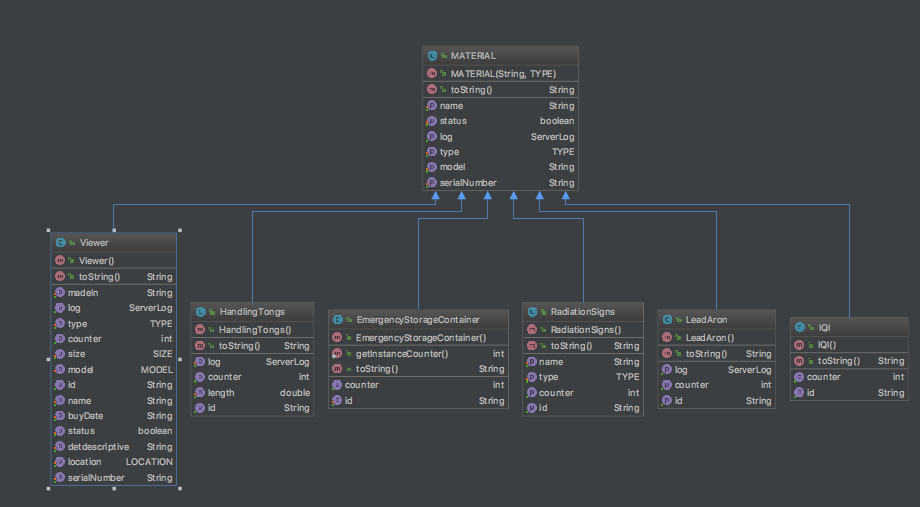 MATERIAL
MATERIAL(String, TYPE)
toString() String
name String
status boolean
log ServerLog
type TYPE
model String
serialNumber String
Viewer
Viewer()
toString() String
madeIn String
log ServerLog
type TYPE
counter int
size SIZE
model MODEL
id String
name String
buyDate String
status boolean
detdescriptive String
location LOCATION
serialNumber String
HandlingTongs
HandlingTongs()
toString() String
log ServerLog
counter int
length double
id String
EmergencyStorageContainer
EmergencyStorageContainer()
getInstanceCounter() int
toString() String
counter int
id String
RadiationSigns
RadiationSigns()
toString() String
name String
type TYPE
counter int
id String
LeadAron
LeadAron()
toString() String
log ServerLog
counter int
id String
IQI
IQI()
toString() String
counter int
id String